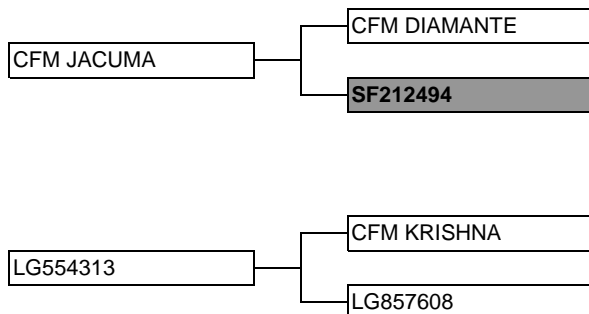 CFM DIAMANTE
CFM JACUMA
SF212494
CFM KRISHNA
LG554313
LG857608